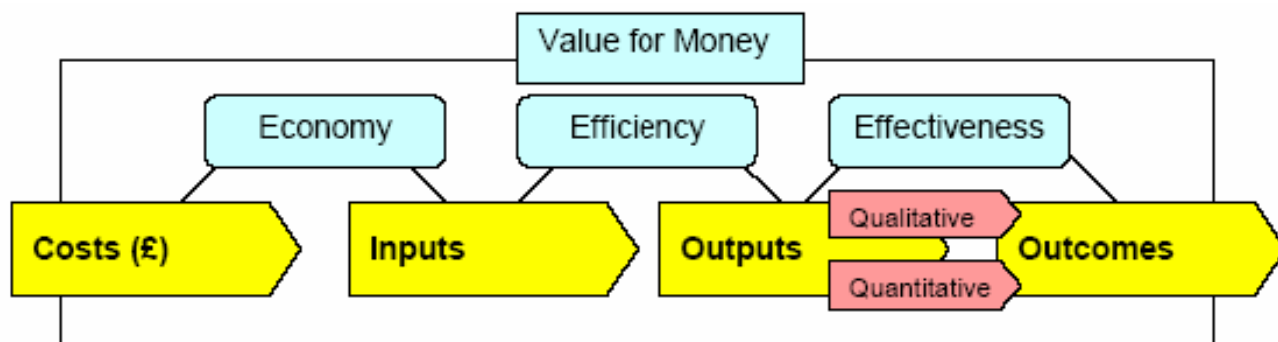 Value for Money
Economy
Efficiency
Effectiveness
Costs (£)
Inputs
Outputs
Qualitative
Quantitative
Outcomes